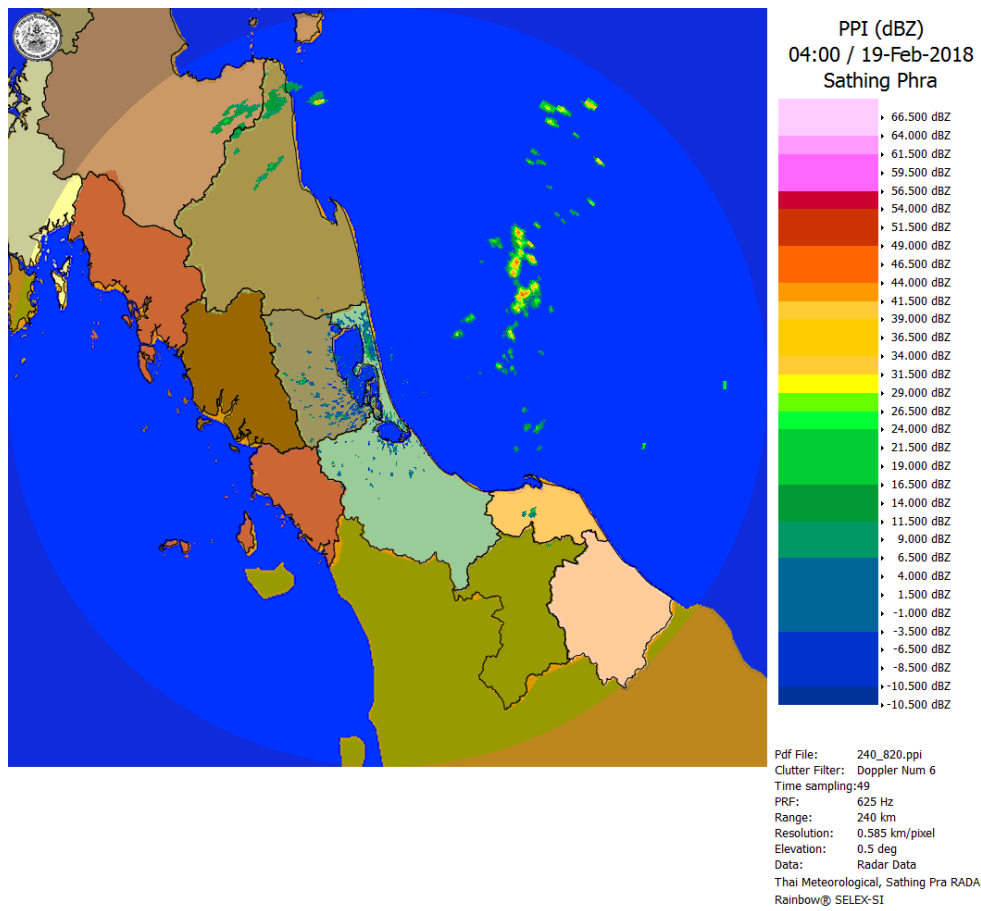 PPI (dBZ)
04:00 / 19-Feb-2018
Sathing Phra
66.500 dBZ
64.000 dBZ
61.500 dBZ
59.500 dBZ
56.500 dBZ
54.000 dBZ
51.500 dBZ
49.000 dBZ
46.500 dBZ
44.000 dBZ
41.500 dBZ
39.000 dBZ
36.500 dBZ
34.000 dBZ
31.500 dBZ
29.000 dBZ
26.500 dBZ
24.000 dBZ
21.500 dBZ
19.000 dBZ
16.500 dBZ
14.000 dBZ
11.500 dBZ
9.000 dBZ
6.500 dBZ
4.000 dBZ
1.500 dBZ
-1.000 dBZ
-3.500 dBZ
-6.500 dBZ
-8.500 dBZ
-10.500 dBZ
-10.500 dBZ
Pdf File: 240_820.ppi
Clutter Filter: Doppler Num 6
Time sampling:49
PRF: 625 Hz
Range: 240 km
Resolution: 0.585 km/pixel
Elevation: 0.5 deg
Data: Radar Data
Thai Meteorological, Sathing Pra RADA
Rainbow® SELEX-SI